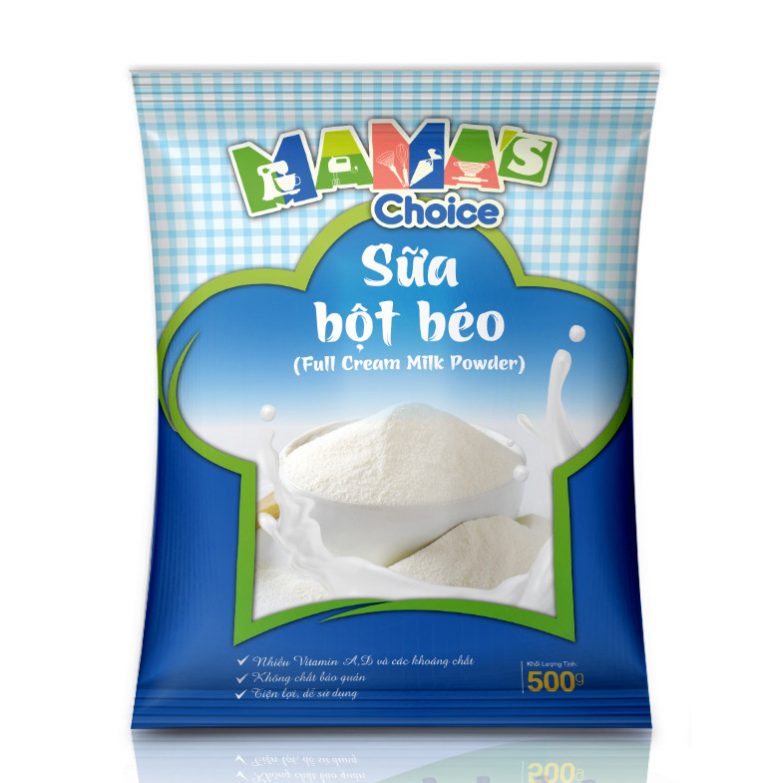 MAMA'S
Choice
Sữa
bột béo
(Full Cream Milk Powder)
Nhiều Vitamin A,D và các khoáng chất
Không chất bảo quản
Tiện lợi, dễ sử dụng
Khối Lượng Tịnh:
500g